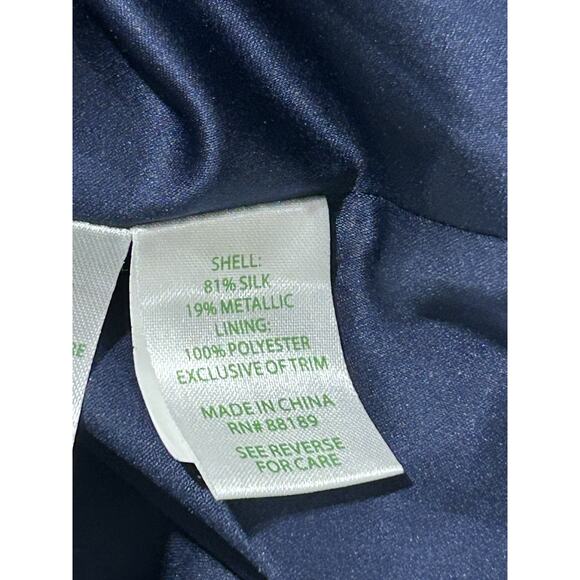 SHELL:
81% SILK
19% METALLIC
LINING:
100% POLYESTER
EXCLUSIVE OF TRIM
MADE IN CHINA
RN# 88189
SEE REVERSE
FOR CARE